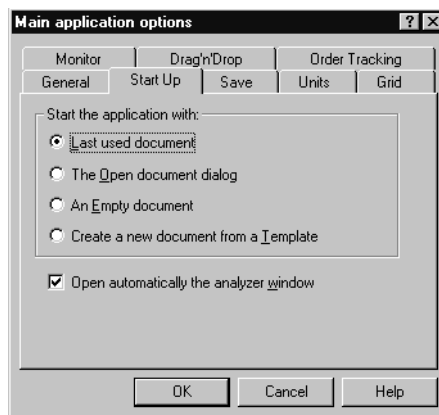 Main application options
Monitor Drag'n'Drop Order Tracking
General Start Up Save Units Grid
Start the application with:
Last used document
The Open document dialog
An Empty document
Create a new document from a Template
Open automatically the analyzer window
OK Cancel Help